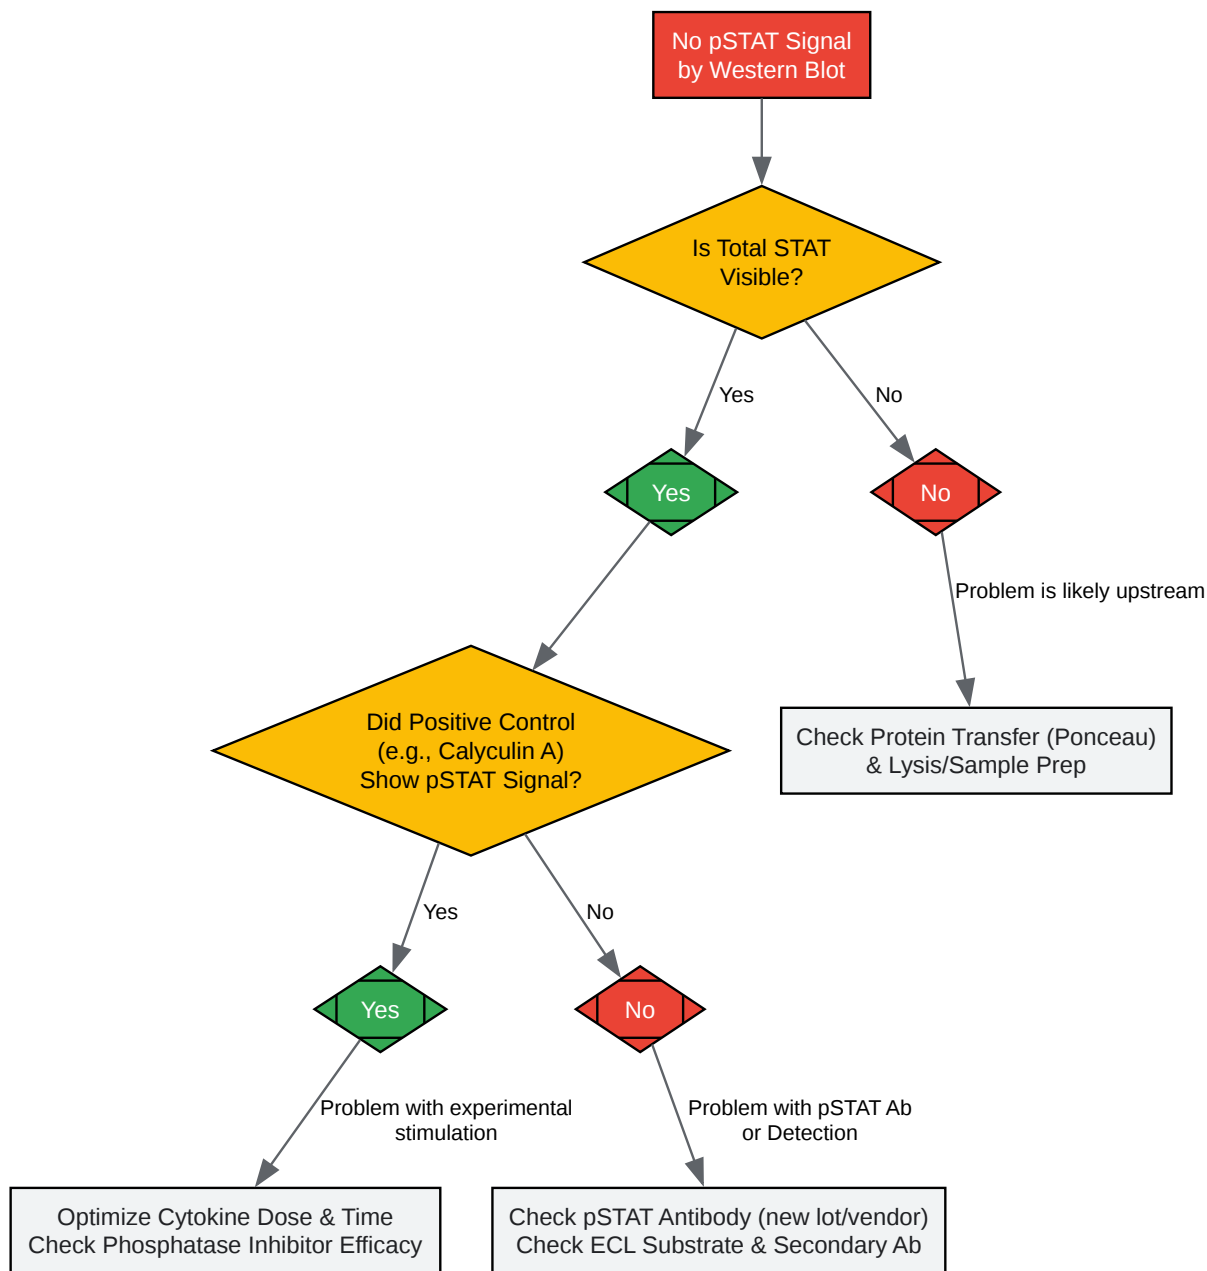 No pSTAT Signal
by Western Blot
Is Total STAT
Visible?
Yes
No
Yes
No
Problem is likely upstream
Did Positive Control
(e.g., Calyculin A)
Show pSTAT Signal?
Check Protein Transfer (Ponceau)
& Lysis/Sample Prep
Yes
No
Yes
No
Problem with experimental
stimulation
Problem with pSTAT Ab
or Detection
Optimize Cytokine Dose & Time
Check Phosphatase Inhibitor Efficacy
Check pSTAT Antibody (new lot/vendor)
Check ECL Substrate & Secondary Ab